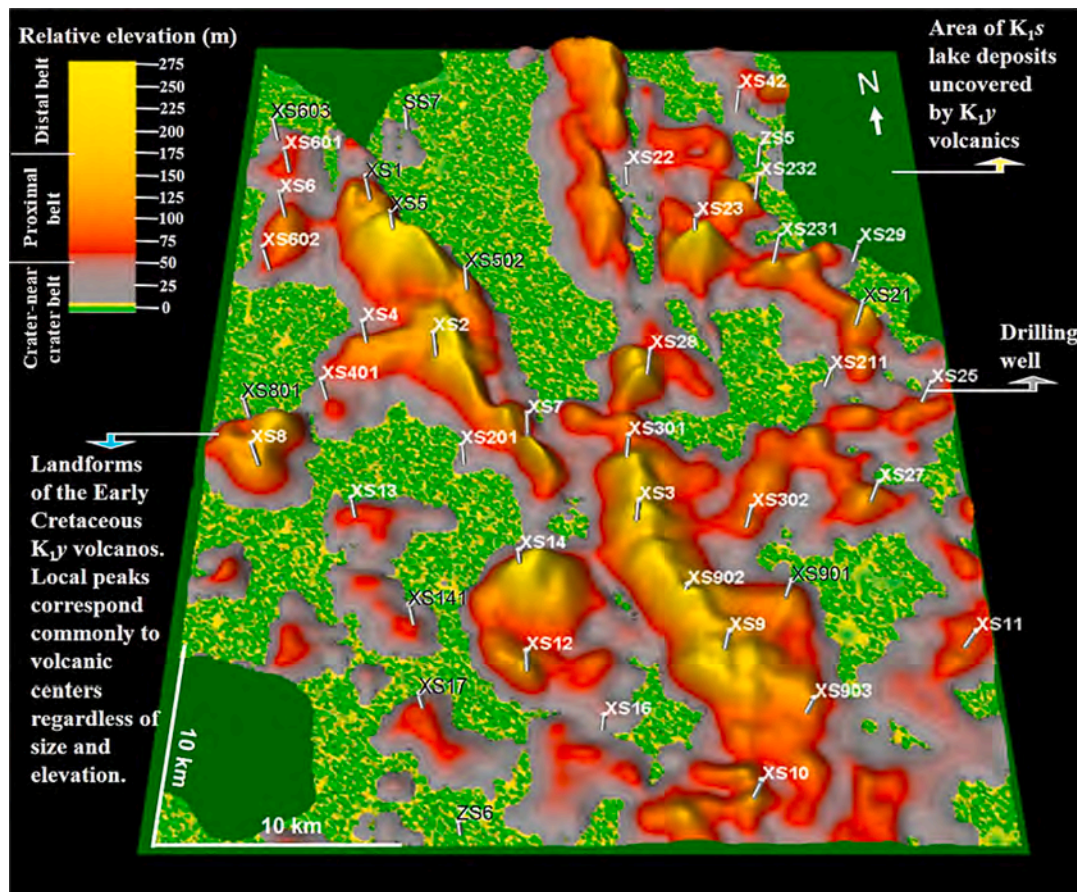 Relative elevation (m)
Distal belt
Proximal
belt
Crater-near
crater belt
275
250
225
200
175
150
125
100
75
50
25
0
Area of K₁s
lake deposits
uncovered
by K₁y
volcanics
N
Drilling
well
Landforms
of the Early
Cretaceous
K₁y volcanos.
Local peaks
correspond
commonly to
volcanic
centers
regardless of
size and
elevation.
XS42
SS7
XS603
XS601
ZS5
XS22
XS232
XS1
XS6
XS5
XS23
XS231
XS29
XS602
XS502
XS21
XS4
XS2
XS28
XS211
XS25
XS401
XS801
XS7
XS8
XS201
XS301
XS27
XS13
XS3
XS302
XS14
XS902
XS901
XS141
XS9
XS11
XS12
XS17
XS903
XS16
XS10
ZS6
10 km
10 km